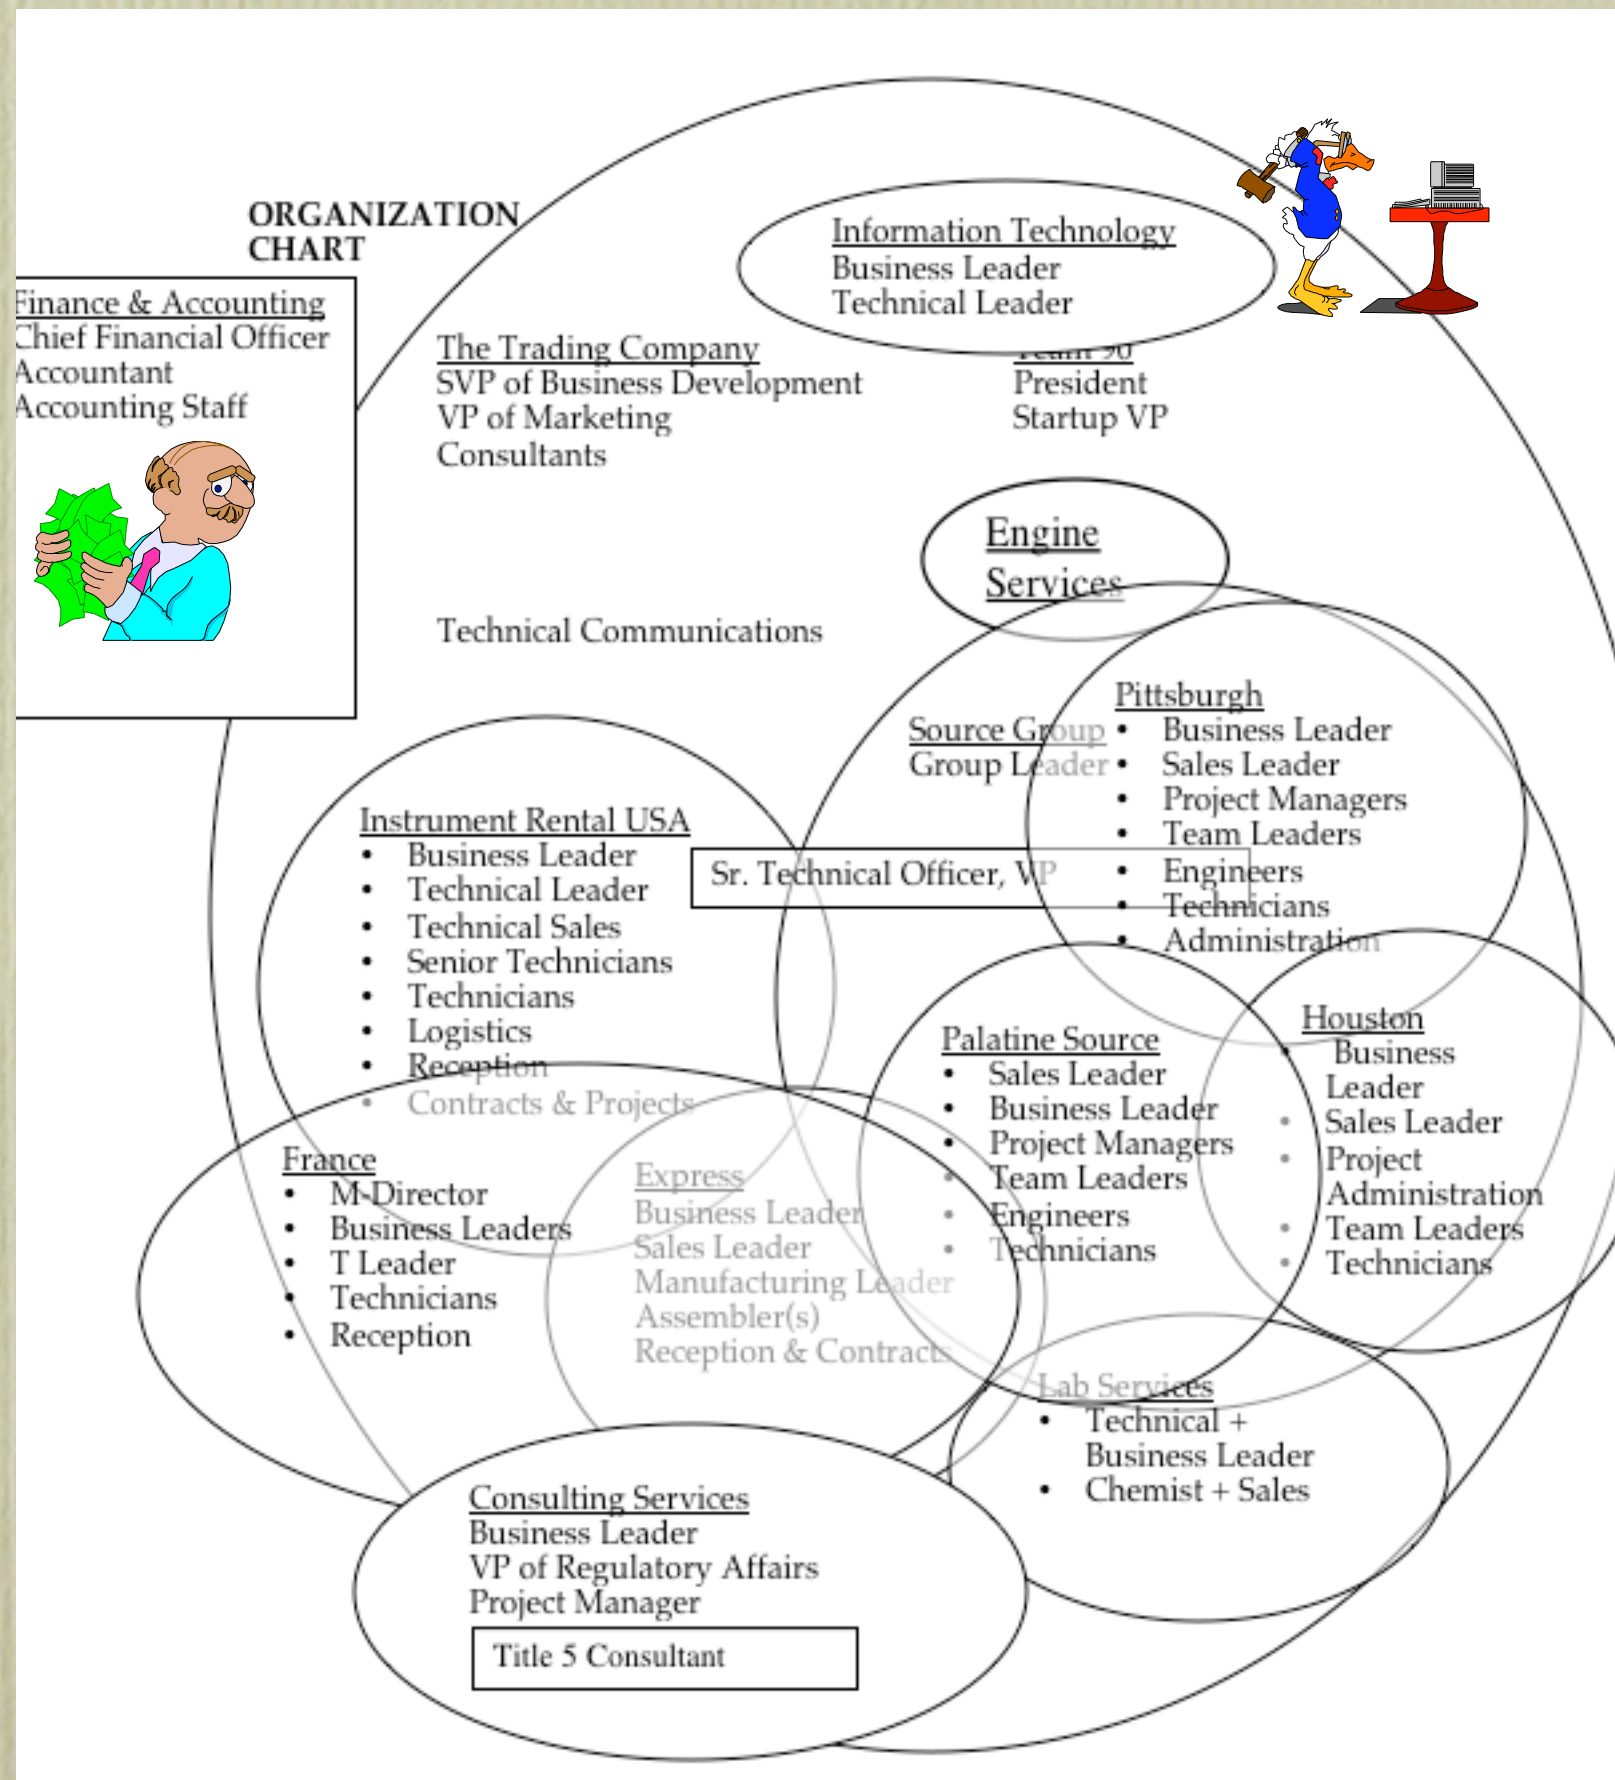 ORGANIZATION
CHART
Finance & Accounting
Chief Financial Officer
Accountant
Accounting Staff
Information Technology
Business Leader
Technical Leader
The Trading Company
SVP of Business Development
VP of Marketing
Consultants
Team 90
President
Startup VP
Engine
Services
Technical Communications
Source Group
Group Leader
Pittsburgh
• Business Leader
• Sales Leader
• Project Managers
• Team Leaders
• Engineers
• Technicians
• Administration
Sr. Technical Officer, VP
Instrument Rental USA
• Business Leader
• Technical Leader
• Technical Sales
• Senior Technicians
• Technicians
• Logistics
• Reception
• Contracts & Projects
Palatine Source
• Sales Leader
• Business Leader
• Project Managers
• Team Leaders
• Engineers
• Technicians
Houston
• Business
Leader
• Sales Leader
• Project
Administration
• Team Leaders
• Technicians
France
• M-Director
• Business Leaders
• T Leader
• Technicians
• Reception
Express
Business Leader
Sales Leader
Manufacturing Leader
Assembler(s)
Reception & Contracts
Lab Services
• Technical +
Business Leader
• Chemist + Sales
Consulting Services
Business Leader
VP of Regulatory Affairs
Project Manager
Title 5 Consultant